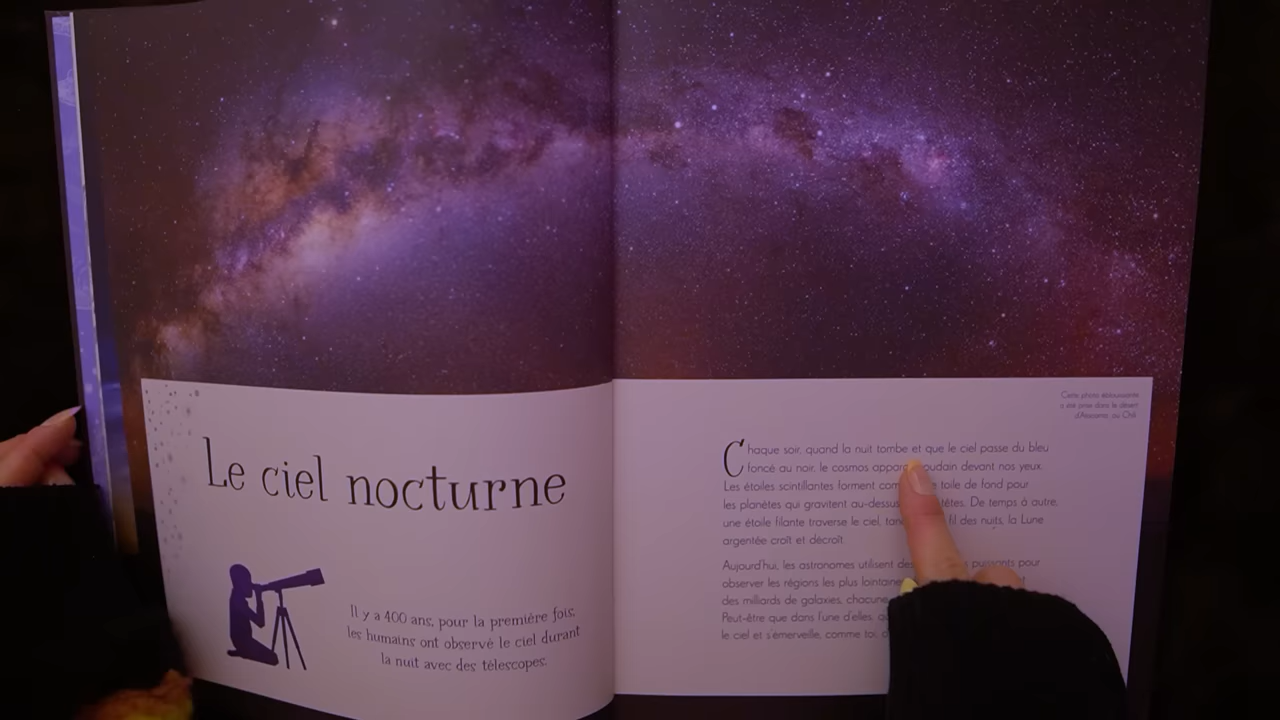 Le ciel nocturne
Il y a 400 ans, pour la première fois,
les humains ont observé le ciel durant
la nuit avec des télescopes.
Cette photo éblouissante
a été prise dans le désert
d'Atacama, au Chili.
Chaque soir, quand la nuit tombe et que le ciel passe du bleu
foncé au noir, le cosmos soudain devant nos yeux.
Les étoiles scintillantes forment toile de fond pour
les planètes qui gravitent au-dessus têtes. De temps à autre,
une étoile filante traverse le ciel, fil des nuits, la Lune
argentée croît et décroît.
Aujourd'hui, les astronomes utilisent puissants pour
observer les régions les plus
des milliards de galaxies, chacune
Peut-être que dans l'une d'elles,
le ciel et s'émerveille, comme toi,